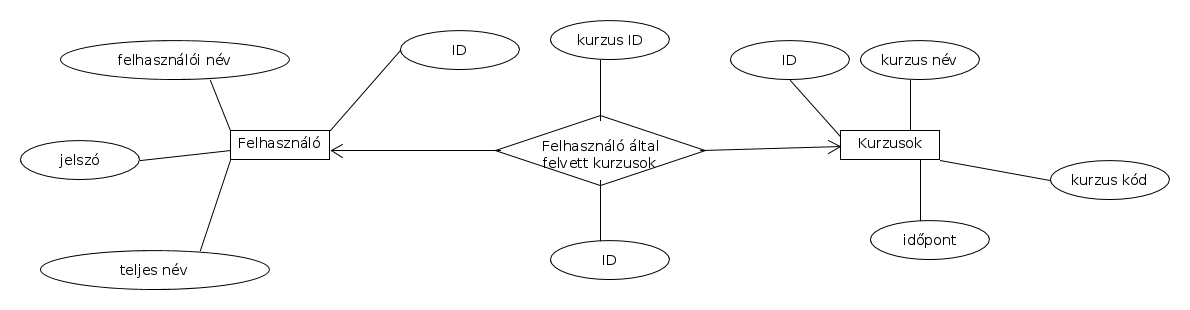 felhasználói név
ID
kurzus ID
ID
kurzus név
Felhasználó
jelszó
Felhasználó által
felvett kurzusok
Kurzusok
kurzus kód
időpont
teljes név
ID